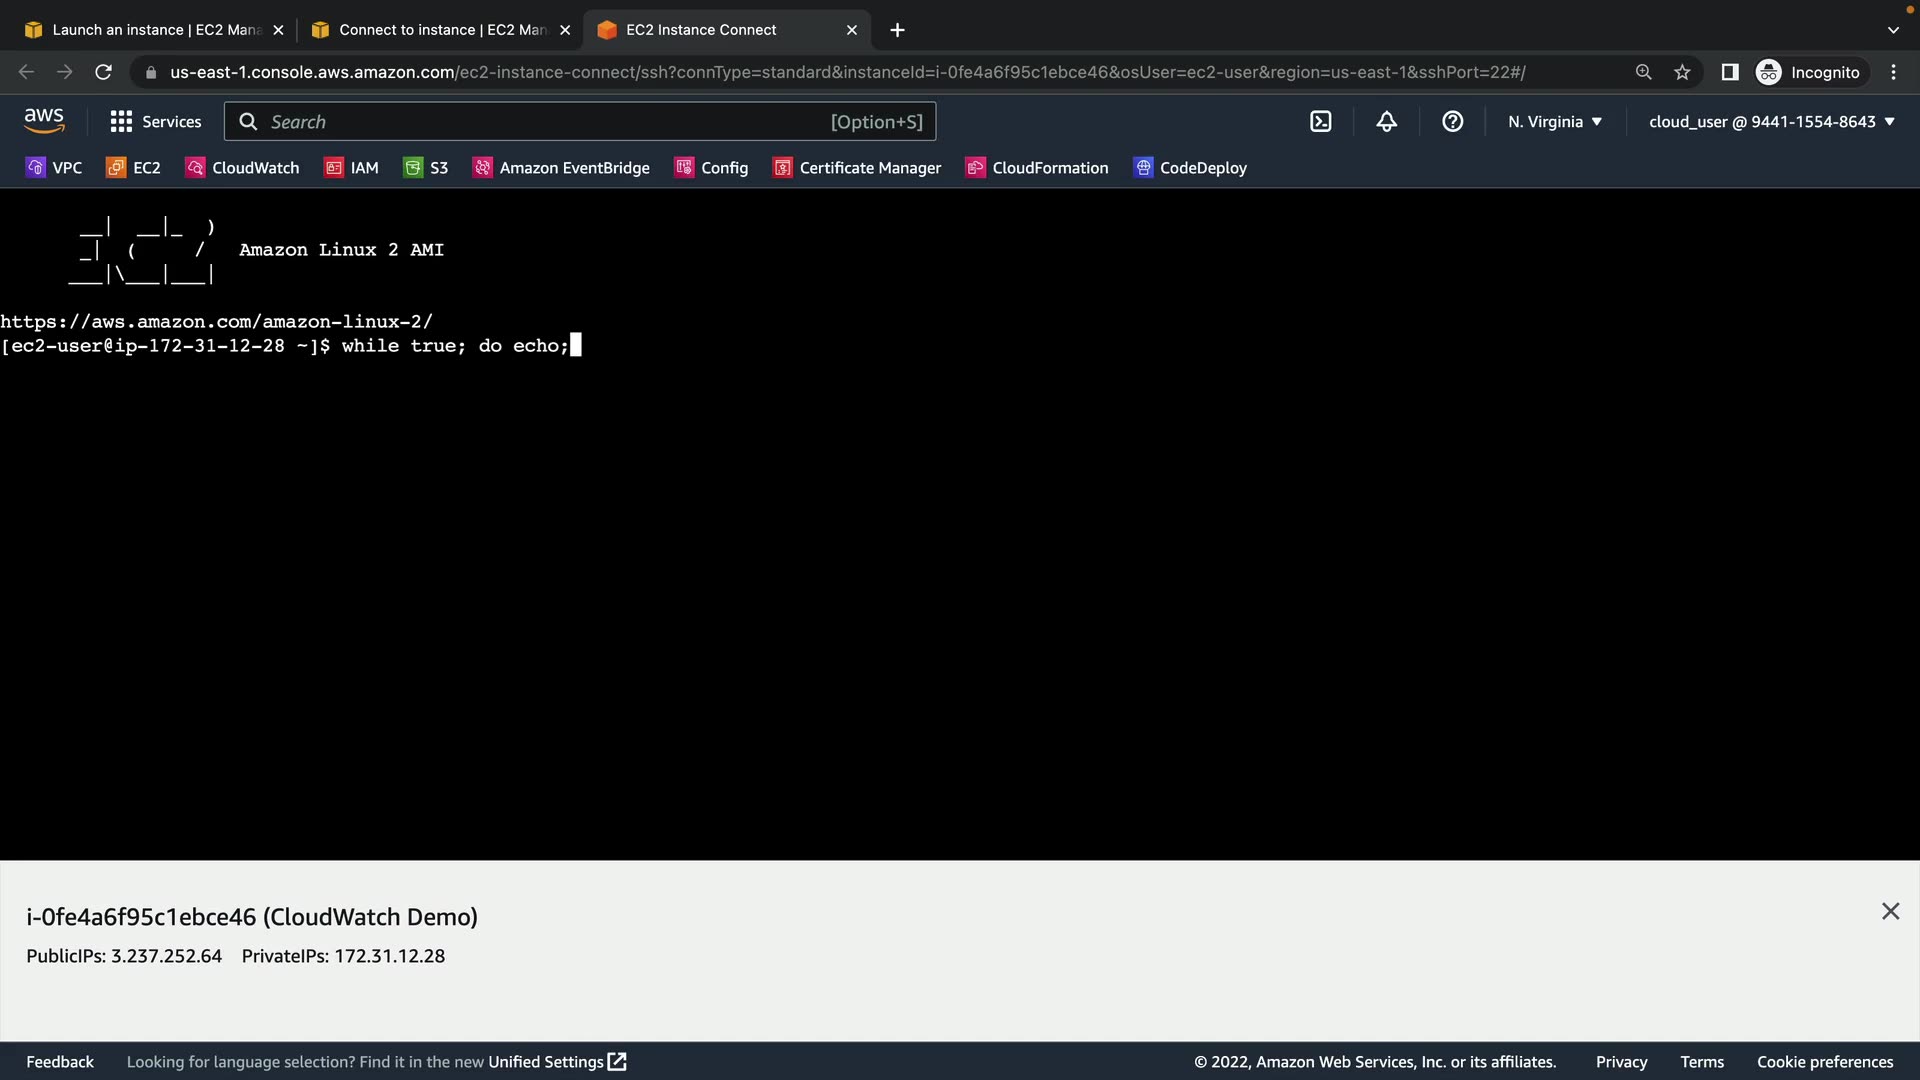 Launch an instance | EC2 Mana
Connect to instance | EC2 Man
EC2 Instance Connect
us-east-1.console.aws.amazon.com/ec2-instance-connect/ssh?connType=standard&instanceId=i-0fe4a6f95c1ebce46&osUser=ec2-user&region=us-east-1&sshPort=22#/
Incognito
aws
Services
Search
[Option+S]
N. Virginia
cloud_user @ 9441-1554-8643
VPC
EC2
CloudWatch
IAM
S3
Amazon EventBridge
Config
Certificate Manager
CloudFormation
CodeDeploy
__|  __|_  )
_|  (     /   Amazon Linux 2 AMI
___|\___|___|
https://aws.amazon.com/amazon-linux-2/
[ec2-user@ip-172-31-12-28 ~]$ while true; do echo;
i-0fe4a6f95c1ebce46 (CloudWatch Demo)
PublicIPs: 3.237.252.64 PrivateIPs: 172.31.12.28
Feedback
Looking for language selection? Find it in the new Unified Settings
© 2022, Amazon Web Services, Inc. or its affiliates.
Privacy
Terms
Cookie preferences